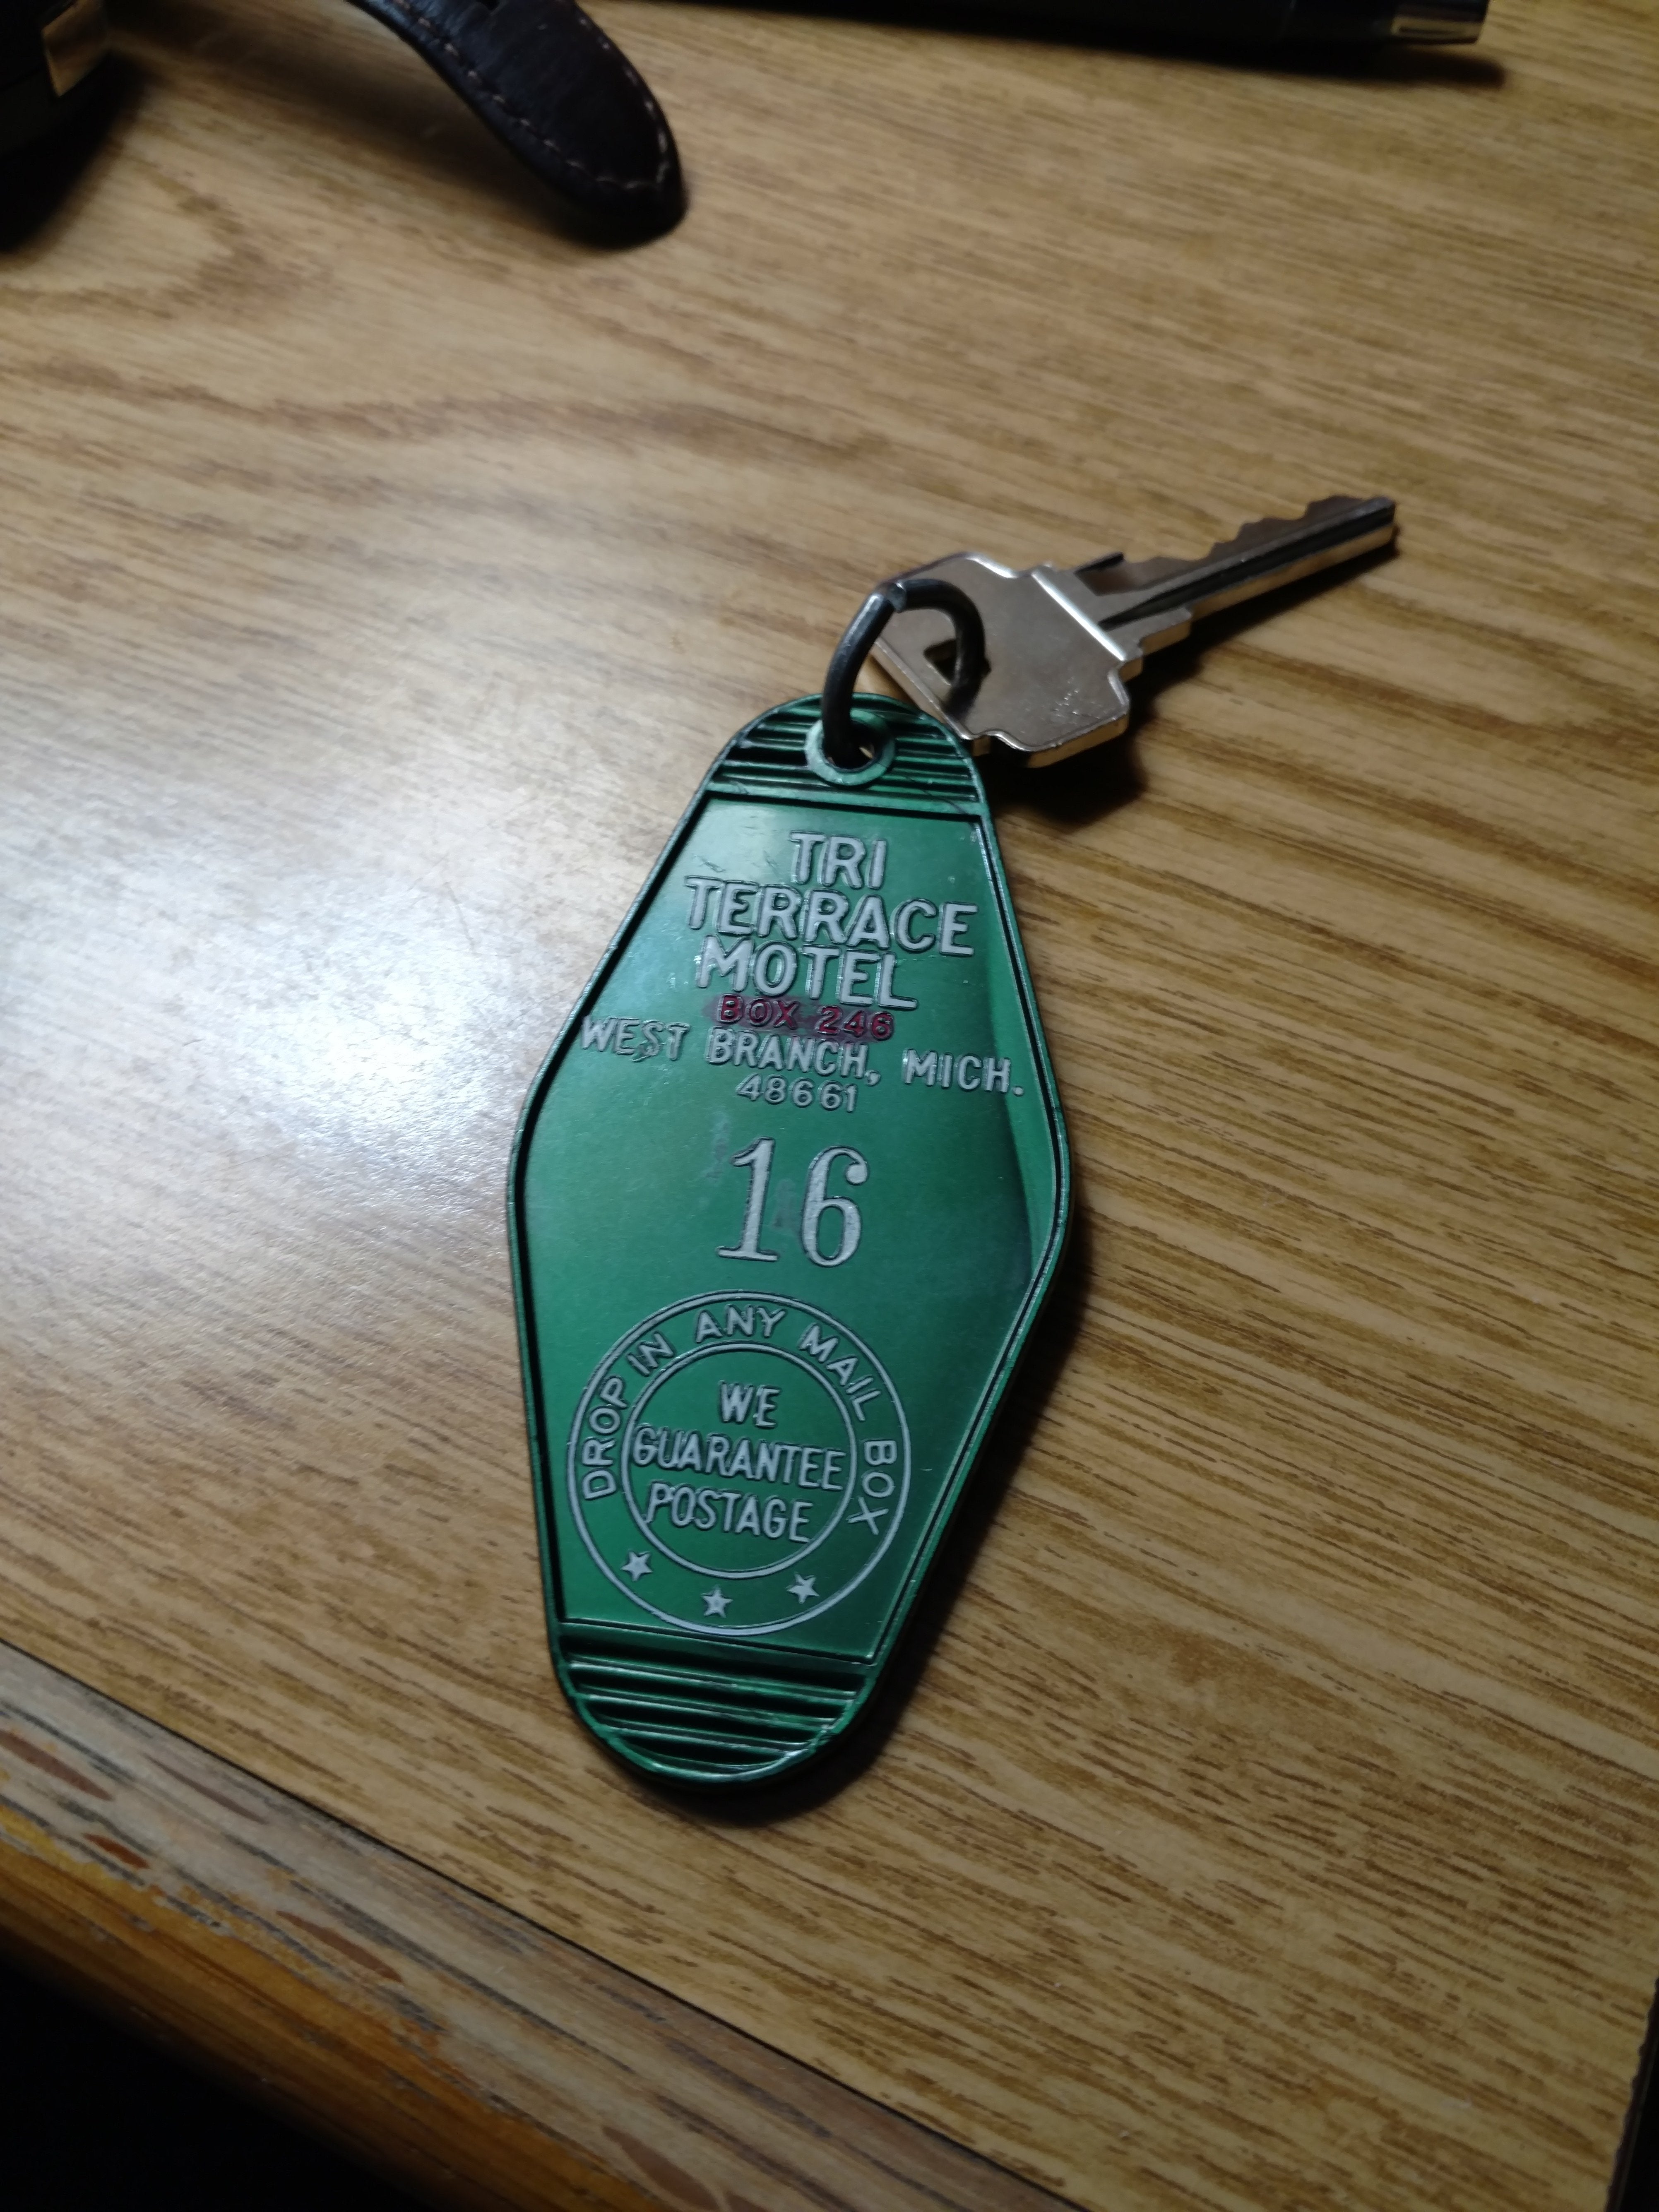 TRI
TERRACE
MOTEL
BOX 246
WEST BRANCH, MICH.
48661
16
DROP IN ANY MAIL BOX
WE
GUARANTEE
POSTAGE